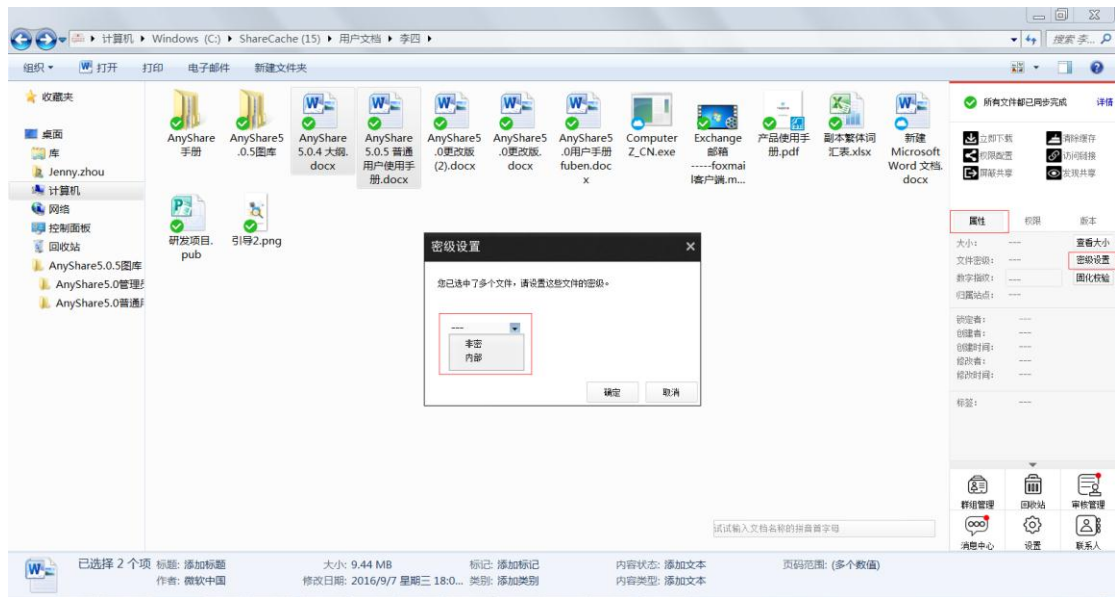 计算机 Windows (C:) ShareCache (15) 用户文档 李四
搜索 李...
组织 打开 打印 电子邮件 新建文件夹
收藏夹
桌面
库
Jenny.zhou
计算机
网络
控制面板
回收站
AnyShare5.0.5图库
AnyShare5.0管理
AnyShare5.0普通
AnyShare
手册
AnyShare5
.0.5图库
AnyShare
5.0.4 大纲.
docx
AnyShare
5.0.5 普通
用户使用手
册.docx
AnyShare5
.0更改版
(2).docx
AnyShare5
.0更改版.
docx
AnyShare5
.0用户手册
fuben.doc
x
Computer
Z_CN.exe
Exchange
邮箱
-----foxmai
l客户端.m...
产品使用手
册.pdf
副本繁体词
汇表.xlsx
新建
Microsoft
Word 文档.
docx
研发项目.
pub
引导2.png
密级设置
您已选中了多个文件，请设置这些文件的密级。
---
非密
内部
确定 取消
所有文件都已同步完成 详情
立即下载 清除缓存
权限配置 访问链接
屏蔽共享 发现共享
属性 权限 版本
大小： --- 查看大小
文件密级： --- 密级设置
数字指纹： --- 固化校验
归属站点： ---
锁定者： ---
创建者： ---
创建时间： ---
修改者： ---
修改时间： ---
标签： ---
群组管理 回收站 审核管理
消息中心 设置 联系人
试试输入文档名称的拼音首字母
已选择 2 个项 标题: 添加标题 大小: 9.44 MB 标记: 添加标记 内容状态: 添加文本 页码范围: (多个数值)
作者: 微软中国 修改日期: 2016/9/7 星期三 18:0... 类别: 添加类别 内容类型: 添加文本